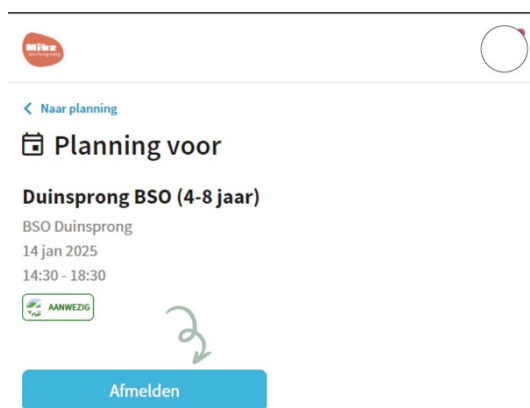 Mikz
Naar planning
Planning voor
Duinsprong BSO (4-8 jaar)
BSO Duinsprong
14 jan 2025
14:30 - 18:30
AANWEZIG
Afmelden